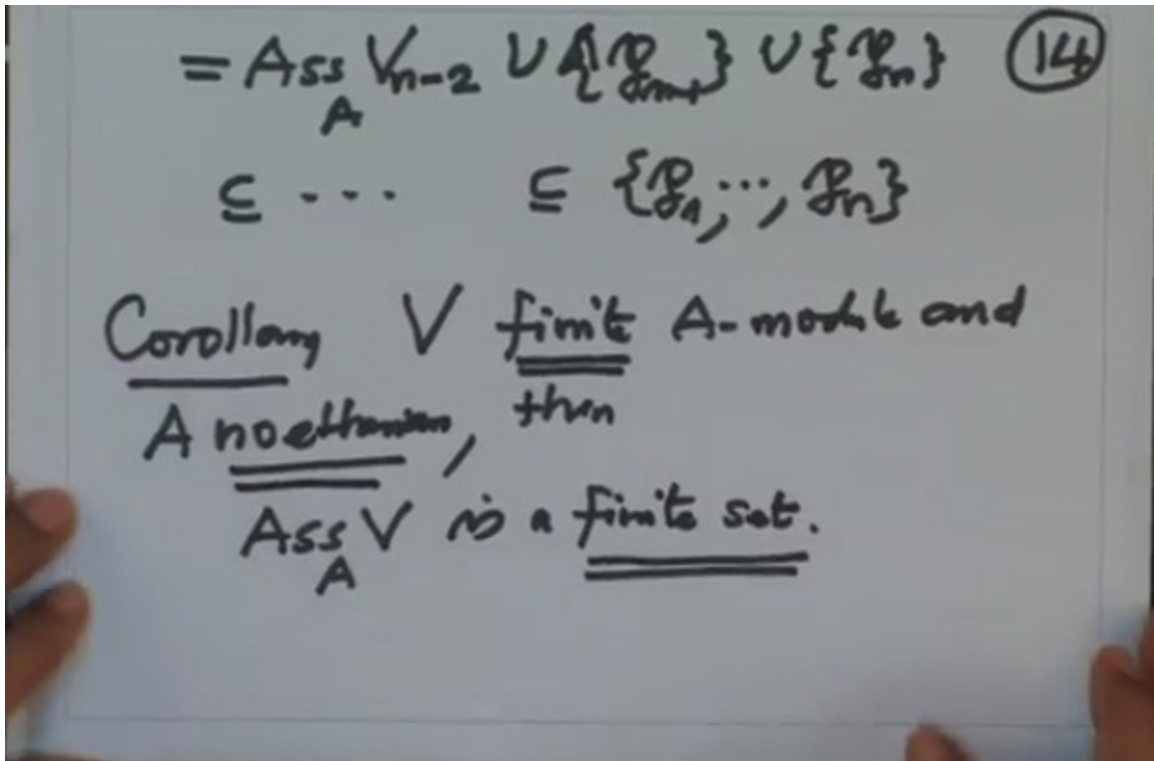 = Ass_A V_{n-2} ∪ {𝔭_{n-1}} ∪ {𝔭_n} (14)
⊆ ... ⊆ {𝔭_1, ..., 𝔭_n}
Corollary V finite A-module and
A noetherian, then
Ass_A V is a finite set.